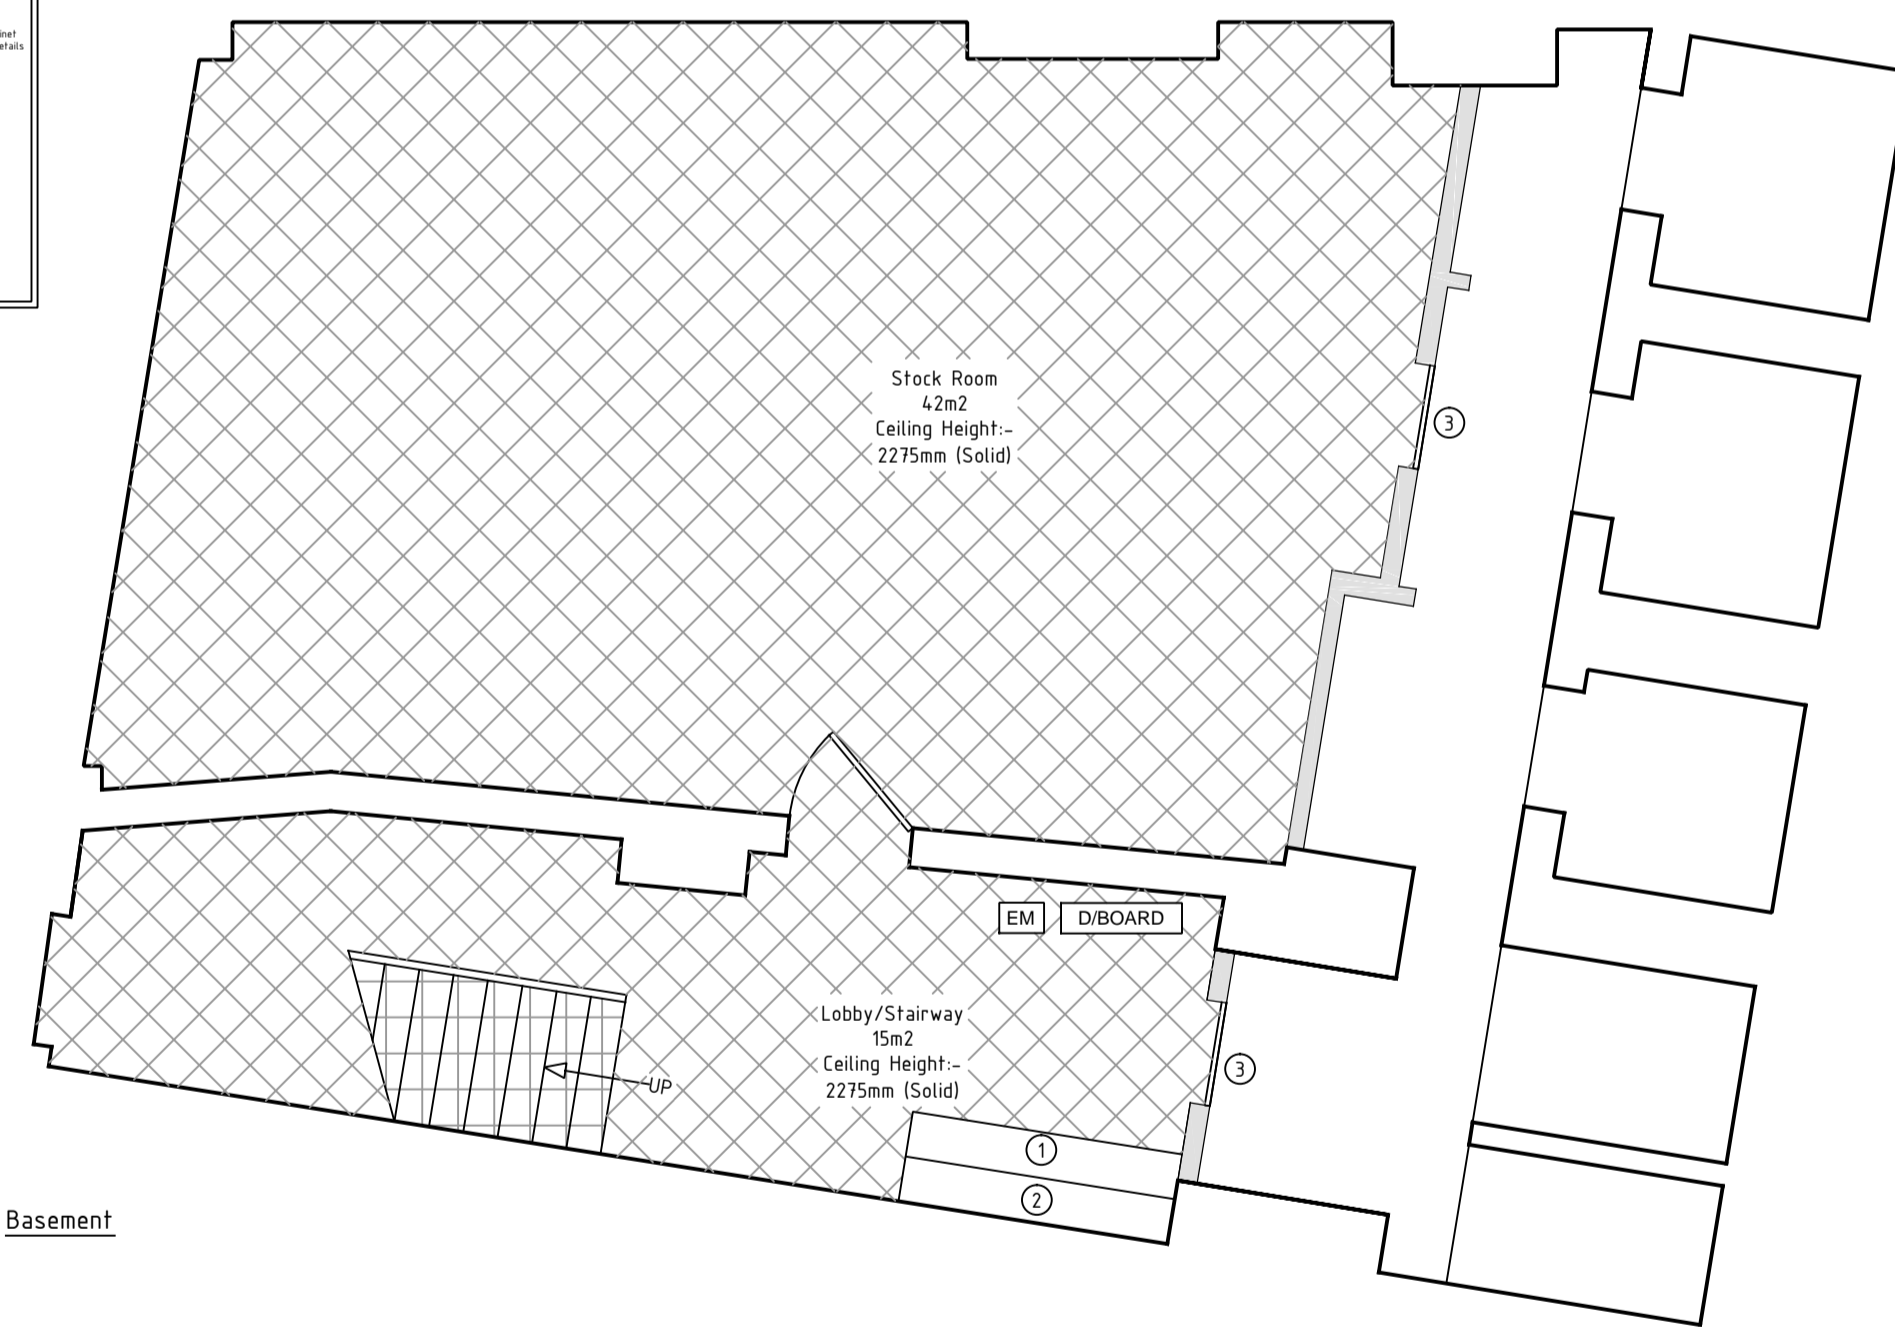 Stock Room
42m2
Ceiling Height:-
2275mm (Solid)
3
EM
D/BOARD
Lobby/Stairway
15m2
Ceiling Height:-
2275mm (Solid)
3
UP
1
2
Basement